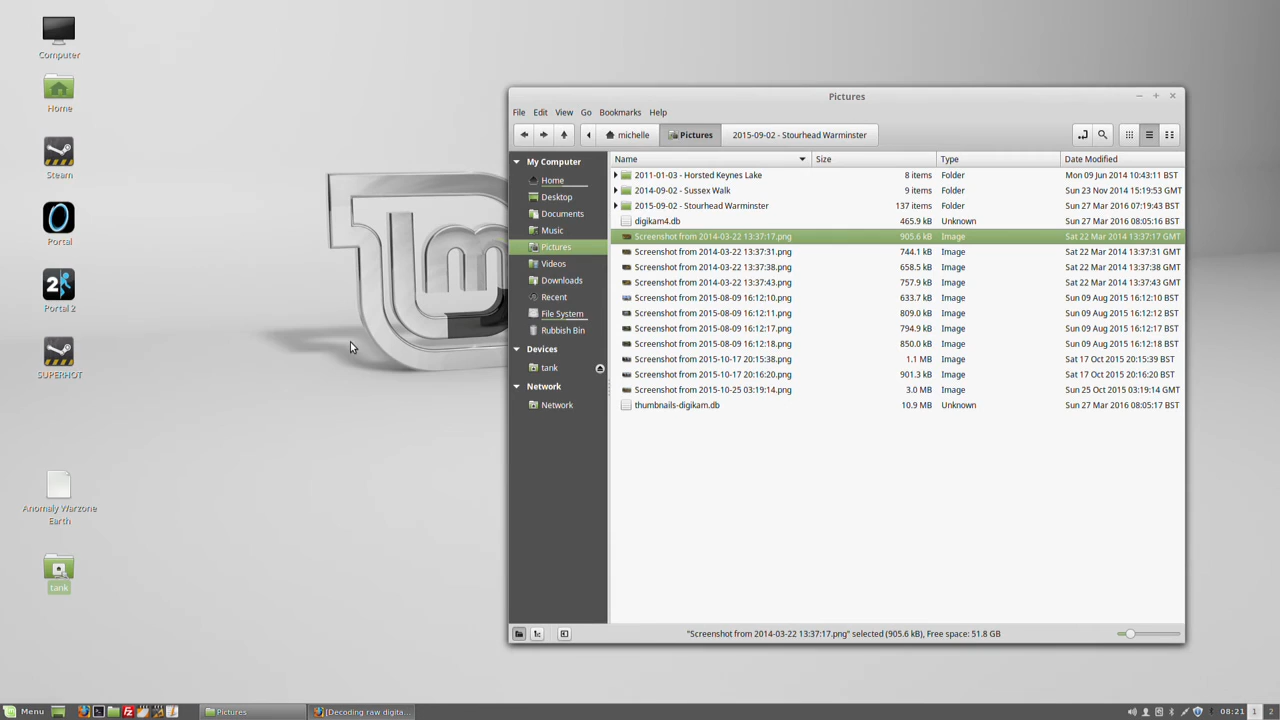 Computer
Home
Steam
Portal
Portal 2
SUPERHOT
Anomaly Warzone
Earth
tank
Pictures
File Edit View Go Bookmarks Help
michelle Pictures 2015-09-02 - Stourhead Warminster
My Computer
Home
Desktop
Documents
Music
Pictures
Videos
Downloads
Recent
File System
Rubbish Bin
Devices
tank
Network
Network
Name Size Type Date Modified
2011-01-03 - Horsted Keynes Lake 8 items Folder Mon 09 Jun 2014 10:43:11 BST
2014-09-02 - Sussex Walk 9 items Folder Sun 23 Nov 2014 15:19:53 GMT
2015-09-02 - Stourhead Warminster 137 items Folder Sun 27 Mar 2016 07:19:43 BST
digikam4.db 465.9 kB Unknown Sun 27 Mar 2016 08:05:16 BST
Screenshot from 2014-03-22 13:37:17.png 905.6 kB Image Sat 22 Mar 2014 13:37:17 GMT
Screenshot from 2014-03-22 13:37:31.png 744.1 kB Image Sat 22 Mar 2014 13:37:31 GMT
Screenshot from 2014-03-22 13:37:38.png 658.5 kB Image Sat 22 Mar 2014 13:37:38 GMT
Screenshot from 2014-03-22 13:37:43.png 757.9 kB Image Sat 22 Mar 2014 13:37:43 GMT
Screenshot from 2015-08-09 16:12:10.png 633.7 kB Image Sun 09 Aug 2015 16:12:10 BST
Screenshot from 2015-08-09 16:12:11.png 809.0 kB Image Sun 09 Aug 2015 16:12:12 BST
Screenshot from 2015-08-09 16:12:17.png 794.9 kB Image Sun 09 Aug 2015 16:12:17 BST
Screenshot from 2015-08-09 16:12:18.png 850.0 kB Image Sun 09 Aug 2015 16:12:18 BST
Screenshot from 2015-10-17 20:15:38.png 1.1 MB Image Sat 17 Oct 2015 20:15:39 BST
Screenshot from 2015-10-17 20:16:20.png 901.3 kB Image Sat 17 Oct 2015 20:16:20 BST
Screenshot from 2015-10-25 03:19:14.png 3.0 MB Image Sun 25 Oct 2015 03:19:14 GMT
thumbnails-digikam.db 10.9 MB Unknown Sun 27 Mar 2016 08:05:17 BST
"Screenshot from 2014-03-22 13:37:17.png" selected (905.6 kB), Free space: 51.8 GB
Menu Pictures [Decoding raw digita... 08:21 1 2